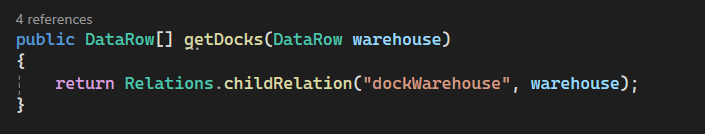 4 references
public DataRow[] getDocks(DataRow warehouse)
{
return Relations.childRelation("dockWarehouse", warehouse);
}